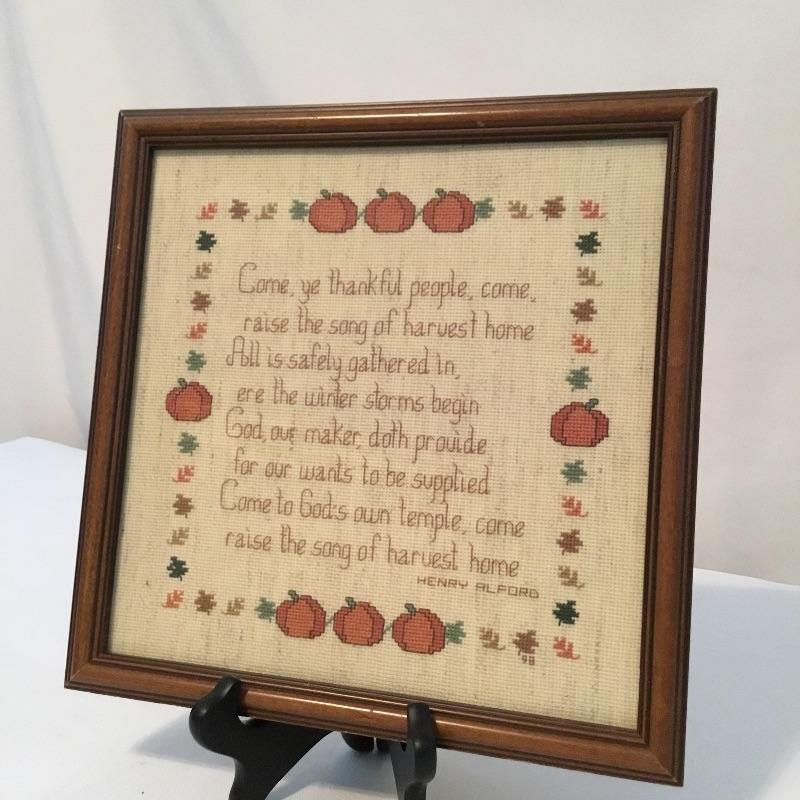 Come, ye thankful people, come,
raise the song of harvest home
All is safely gathered in,
ere the winter storms begin
God, our maker, doth provide
for our wants to be supplied
Come to God's own temple, come
raise the song of harvest home
HENRY ALFORD
'98